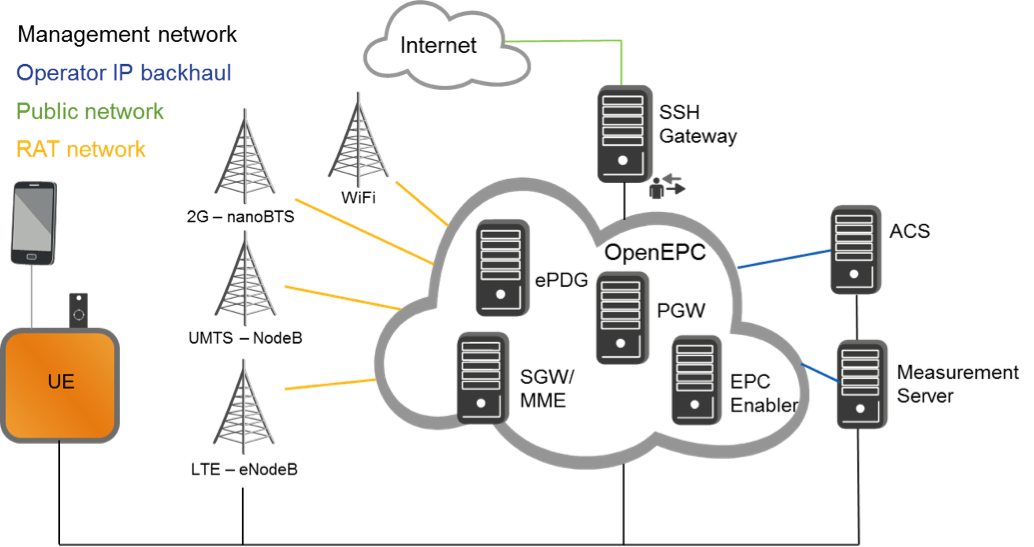 Management network
Operator IP backhaul
Public network
RAT network
Internet
SSH
Gateway
WiFi
2G – nanoBTS
UMTS – NodeB
LTE – eNodeB
UE
OpenEPC
ePDG
PGW
SGW/
MME
EPC
Enabler
ACS
Measurement
Server